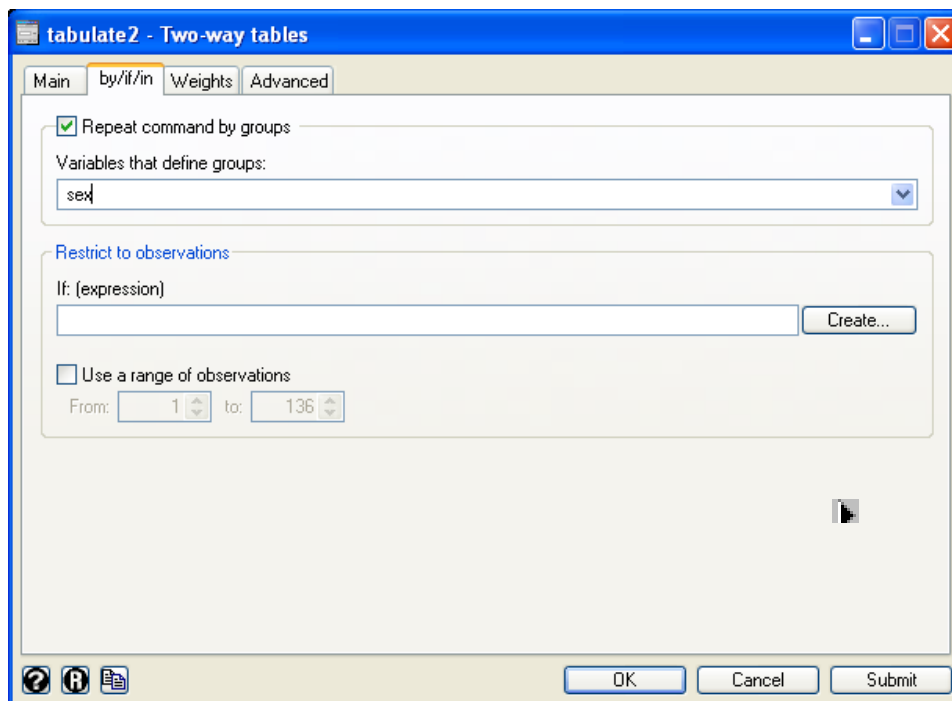 tabulate2 - Two-way tables
Main by/if/in Weights Advanced
Repeat command by groups
Variables that define groups:
sex
Restrict to observations
If: (expression)
Create...
Use a range of observations
From: 1 to: 136
? R OK Cancel Submit